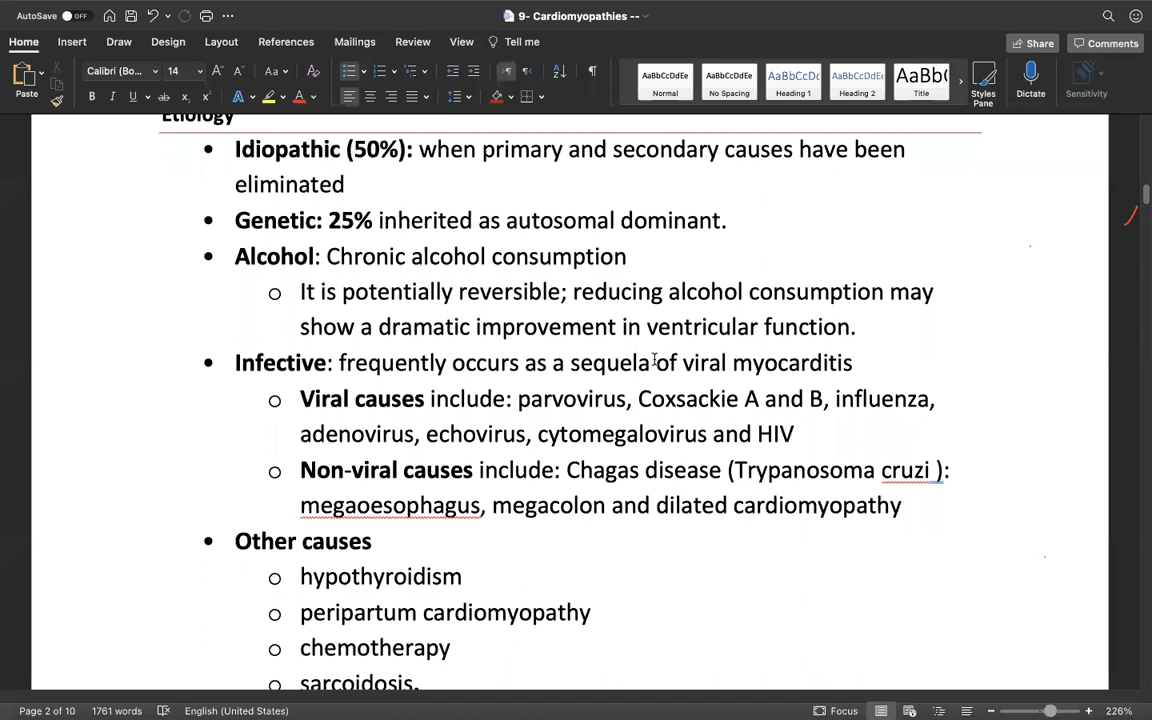 AutoSave OFF
9- Cardiomyopathies --
Home Insert Draw Design Layout References Mailings Review View Tell me
Share Comments
Paste
Calibri (Bo... 14
AaBbCcDdEe AaBbCcDdEe AaBbCcDc AaBbCcDdEe AaBb(
Normal No Spacing Heading 1 Heading 2 Title
Styles Pane
Dictate
Sensitivity
Etiology
• Idiopathic (50%): when primary and secondary causes have been
eliminated
• Genetic: 25% inherited as autosomal dominant.
• Alcohol: Chronic alcohol consumption
o It is potentially reversible; reducing alcohol consumption may
show a dramatic improvement in ventricular function.
• Infective: frequently occurs as a sequela of viral myocarditis
o Viral causes include: parvovirus, Coxsackie A and B, influenza,
adenovirus, echovirus, cytomegalovirus and HIV
o Non-viral causes include: Chagas disease (Trypanosoma cruzi ):
megaoesophagus, megacolon and dilated cardiomyopathy
• Other causes
o hypothyroidism
o peripartum cardiomyopathy
o chemotherapy
o sarcoidosis.
Page 2 of 10 1761 words English (United States) Focus 226%